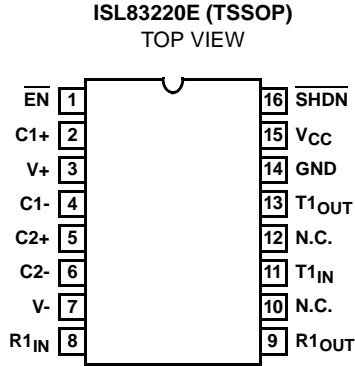 ISL83220E (TSSOP)
TOP VIEW
EN 1 16 SHDN
C1+ 2 15 VCC
V+ 3 14 GND
C1- 4 13 T1OUT
C2+ 5 12 N.C.
C2- 6 11 T1IN
V- 7 10 N.C.
R1IN 8 9 R1OUT